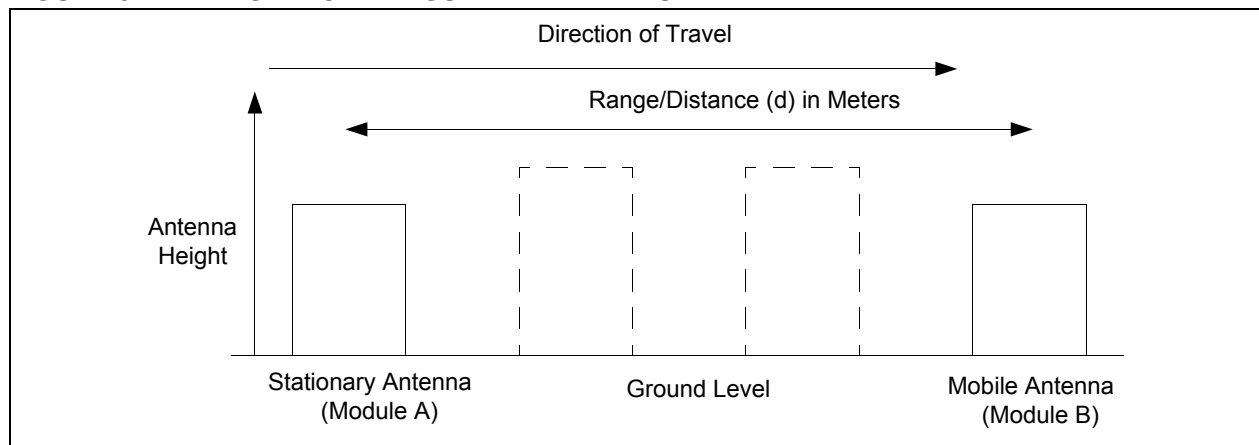 Direction of Travel
Range/Distance (d) in Meters
Antenna
Height
Stationary Antenna
(Module A)
Ground Level
Mobile Antenna
(Module B)